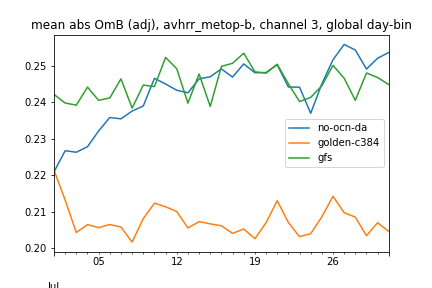 mean abs OmB (adj), avhrr_metop-b, channel 3, global day-bin
0.25
0.24
0.23
0.22
0.21
0.20
no-ocn-da
golden-c384
gfs
05
12
19
26
Jul